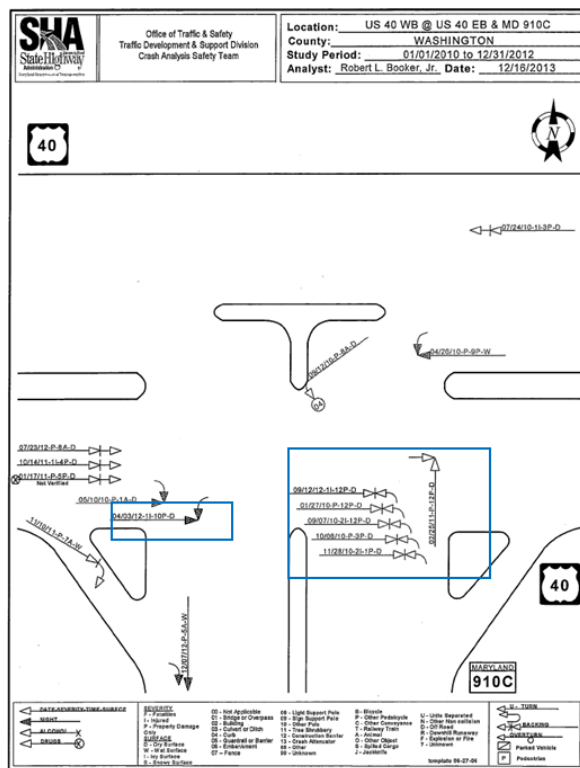 SHA
State Highway
Administration
Office of Traffic & Safety
Traffic Development & Support Division
Crash Analysis Safety Team
Location: US 40 WB @ US 40 EB & MD 910C
County: WASHINGTON
Study Period: 01/01/2010 to 12/31/2012
Analyst: Robert L. Booker, Jr. Date: 12/16/2013
40
N
07/24/10-1I-3P-D
09/12/10-P-8A-D
04/26/10-P-9P-W
04
07/23/12-P-8A-D
10/14/11-1I-4P-D
01/17/11-P-5P-D
Not Verified
05/10/10-P-1A-D
04/03/12-1I-10P-D
09/12/12-1I-12P-D
01/27/10-P-12P-D
09/07/10-2I-12P-D
10/08/10-P-3P-D
11/28/10-2I-1P-D
02/25/11-P-12P-D
11/10/11-P-7A-W
12/07/12-P-5A-W
40
MARYLAND
910C
DATE-SEVERITY-TIME-SURFACE
NIGHT
ALCOHOL
DRUGS
SEVERITY
F - Fatalities
I - Injured
P - Property Damage
Only
SURFACE
D - Dry Surface
W - Wet Surface
I - Icy Surface
S - Snowy Surface
00 - Not Applicable
01 - Bridge or Overpass
02 - Building
03 - Culvert or Ditch
04 - Curb
05 - Guardrail or Barrier
06 - Embankment
07 - Fence
08 - Light Support Pole
09 - Sign Support Pole
10 - Other Pole
11 - Tree Shrubbery
12 - Construction Barrier
13 - Crash Attenuator
88 - Other
99 - Unknown
B - Bicycle
P - Other Pedalcycle
C - Other Conveyance
T - Railway Train
A - Animal
O - Other Object
S - Spilled Cargo
J - Jackknife
U - Units Separated
N - Other Non collision
D - Off Road
R - Downhill Runaway
F - Explosion or Fire
? - Unknown
U - TURN
BACKING
OVERTURN
Parked Vehicle
P Pedestrian
template 06-27-06